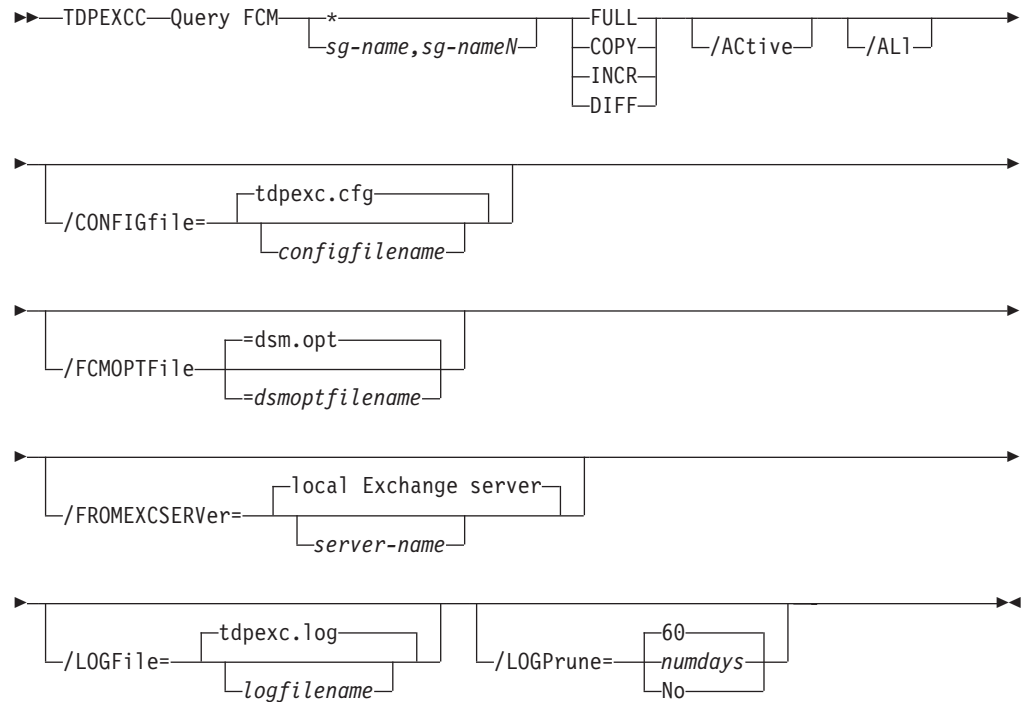 TDPEXCC Query FCM * FULL
sg-name,sg-nameN COPY /ACtive /ALl
INCR
DIFF
tdpexc.cfg
/CONFIGfile=
configfilename
=dsm.opt
/FCMOPTFile
=dsmoptfilename
local Exchange server
/FROMEXCSERVer=
server-name
tdpexc.log 60
/LOGFile= /LOGPrune= numdays
logfilename No